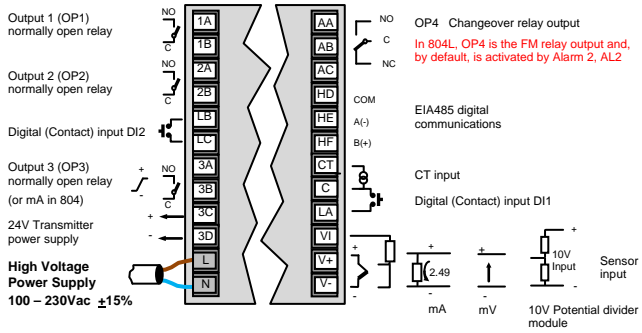 Output 1 (OP1)
normally open relay
NO
C
1A
1B
Output 2 (OP2)
normally open relay
NO
C
2A
2B
Digital (Contact) input DI2
LB
LC
Output 3 (OP3)
normally open relay
(or mA in 804)
+
-
NO
C
3A
3B
24V Transmitter
power supply
+
-
3C
3D
High Voltage
Power Supply
100 – 230Vac ±15%
L
N
AA
AB
AC
NO
C
NC
OP4 Changeover relay output
In 804L, OP4 is the FM relay output and,
by default, is activated by Alarm 2, AL2
HD
HE
HF
COM
A(-)
B(+)
EIA485 digital
communications
CT
C
LA
CT input
Digital (Contact) input DI1
VI
V+
V-
+
-
+
2.49
-
mA
+
-
mV
+
10V
Input
-
Sensor
input
10V Potential divider
module